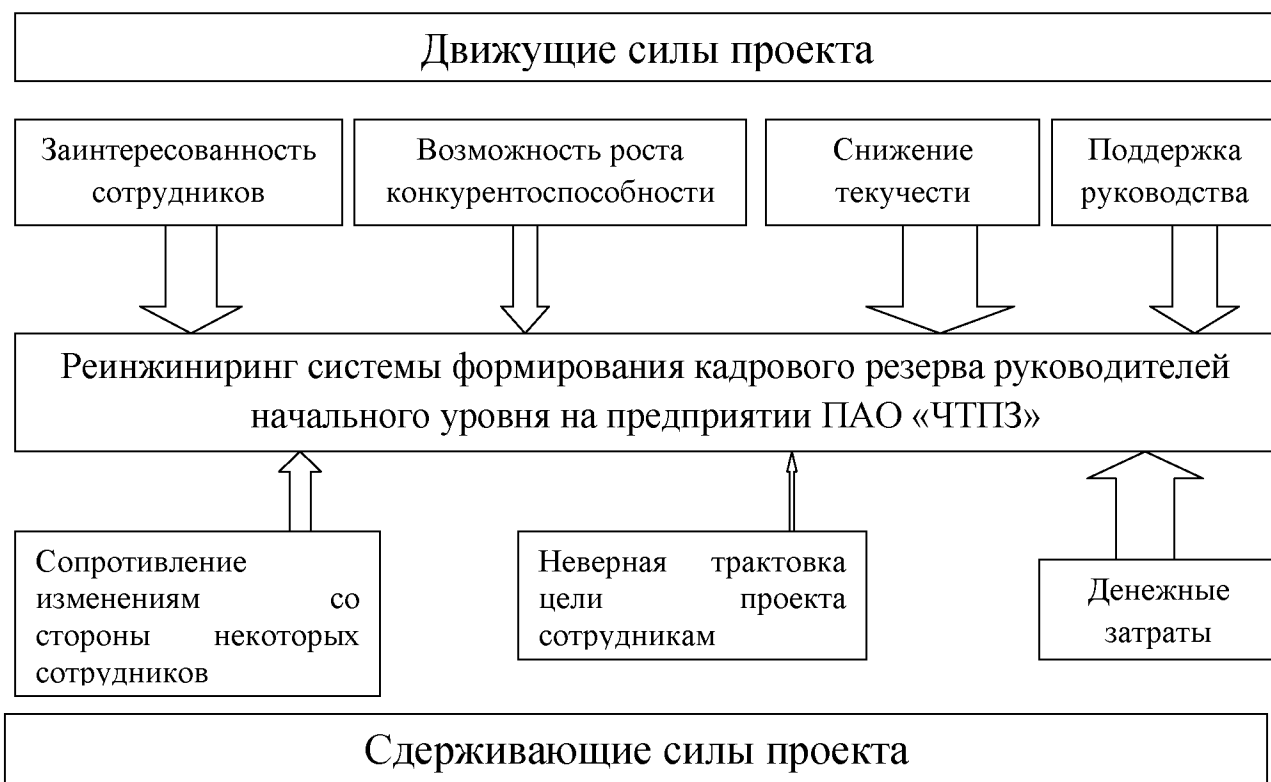 Движущие силы проекта
Заинтересованность
сотрудников
Возможность роста
конкурентоспособности
Снижение
текучести
Поддержка
руководства
Реинжиниринг системы формирования кадрового резерва руководителей
начального уровня на предприятии ПАО «ЧТПЗ»
Сопротивление
изменениям со
стороны некоторых
сотрудников
Неверная трактовка
цели проекта
сотрудникам
Денежные
затраты
Сдерживающие силы проекта